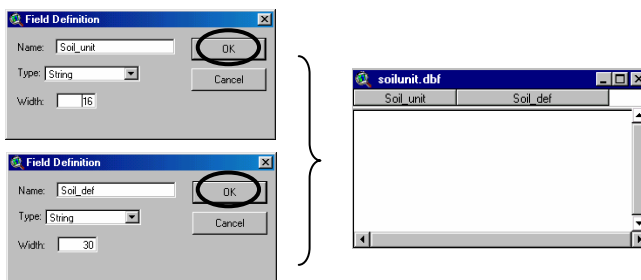 Field Definition
Name: Soil_unit
OK
Type: String
Cancel
Width: 16
Field Definition
Name: Soil_def
OK
Type: String
Cancel
Width: 30
soilunit.dbf
Soil_unit Soil_def